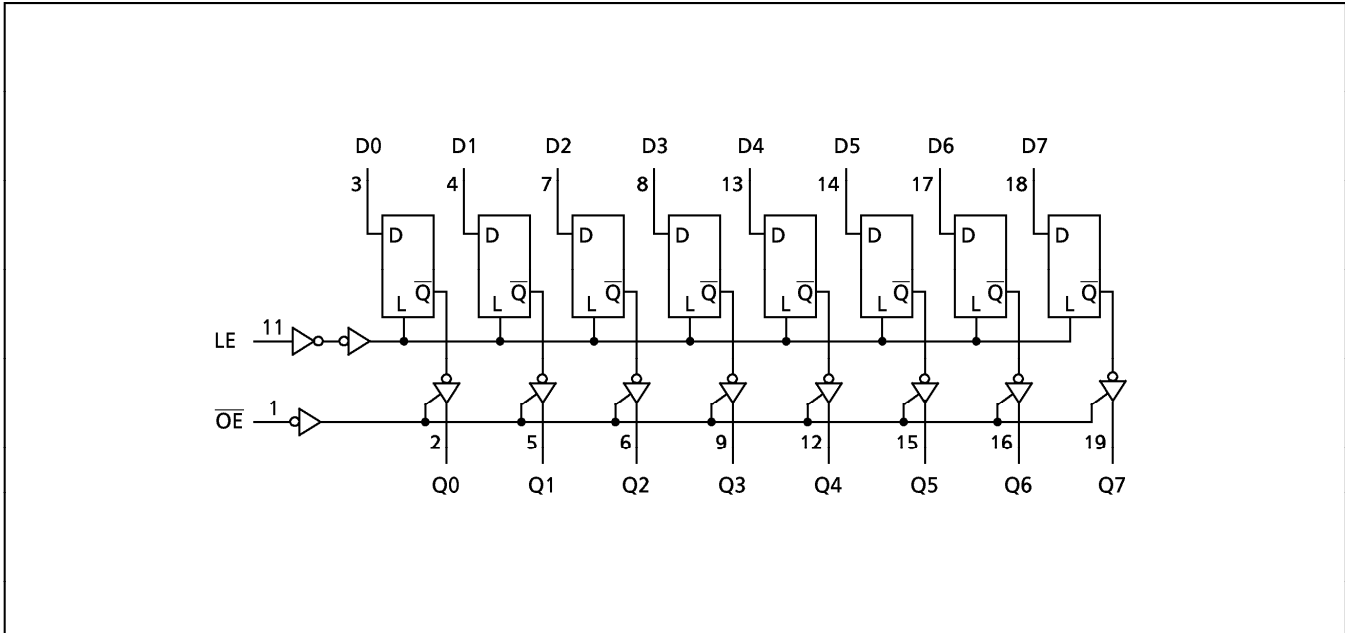 D0 D1 D2 D3 D4 D5 D6 D7
3 4 7 8 13 14 17 18
D D D D D D D D
Q̅ Q̅ Q̅ Q̅ Q̅ Q̅ Q̅ Q̅
L L L L L L L L
LE 11
O̅E̅ 1
2 5 6 9 12 15 16 19
Q0 Q1 Q2 Q3 Q4 Q5 Q6 Q7